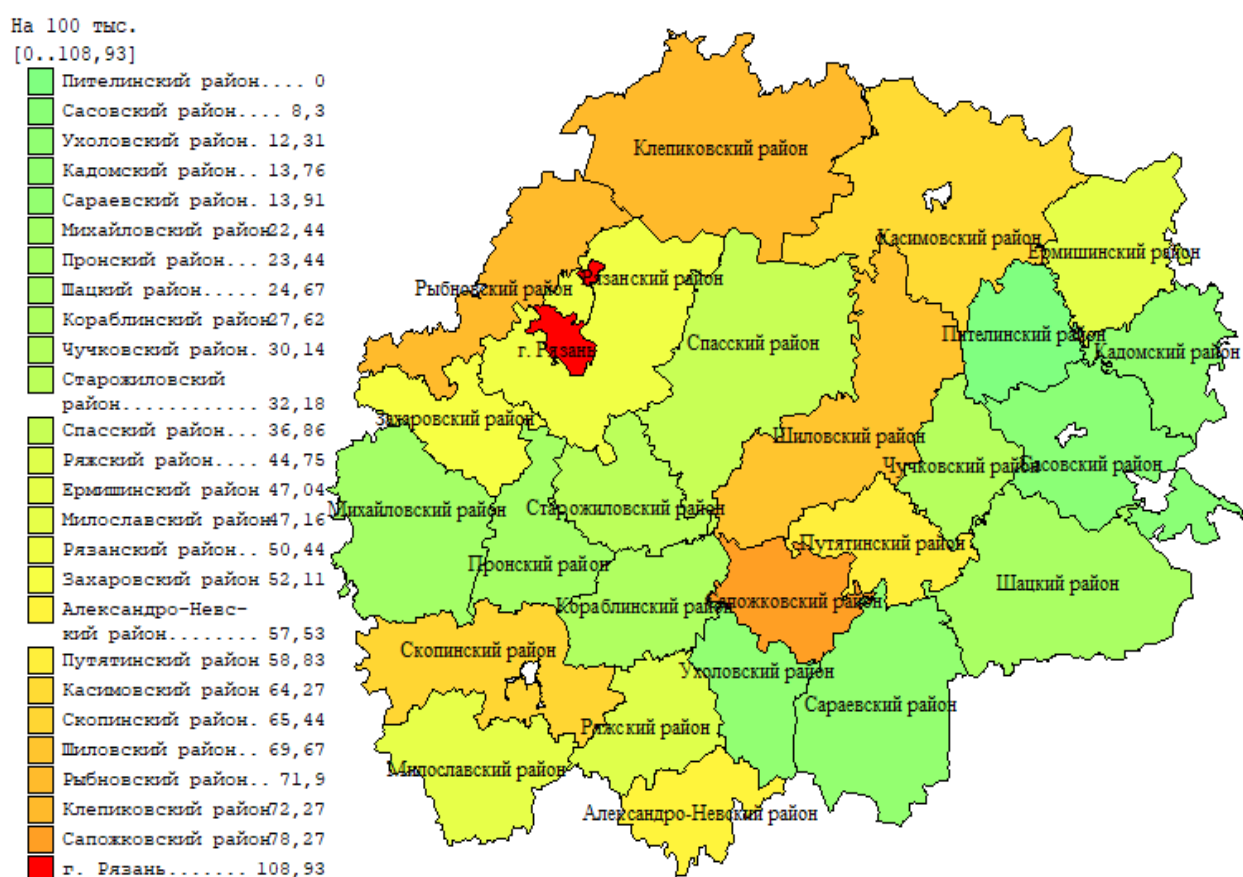 На 100 тыс.
[0..108,93]
Пителинский район.... 0
Сасовский район.... 8,3
Ухоловский район. 12,31
Кадомский район.. 13,76
Сараевский район. 13,91
Михайловский район22,44
Пронский район... 23,44
Шацкий район..... 24,67
Кораблинский район27,62
Чучковский район. 30,14
Старожиловский
район............ 32,18
Спасский район... 36,86
Ряжский район.... 44,75
Ермишинский район 47,04
Милославский район47,16
Рязанский район.. 50,44
Захаровский район 52,11
Александро-Невс-
кий район........ 57,53
Путятинский район 58,83
Касимовский район 64,27
Скопинский район. 65,44
Шиловский район.. 69,67
Рыбновский район.. 71,9
Клепиковский район72,27
Сапожковский район78,27
г. Рязань....... 108,93
Клепиковский район
Касимовский район
Ермишинский район
Рязанский район
Рыбновский район
Пителинский район
Кадомский район
г. Рязань
Спасский район
Захаровский район
Шиловский район
Чучковский район
Сасовский район
Михайловский район
Старожиловский район
Путятинский район
Пронский район
Шацкий район
Кораблинский район
Сапожковский район
Скопинский район
Ухоловский район
Сараевский район
Ряжский район
Милославский район
Александро-Невский район